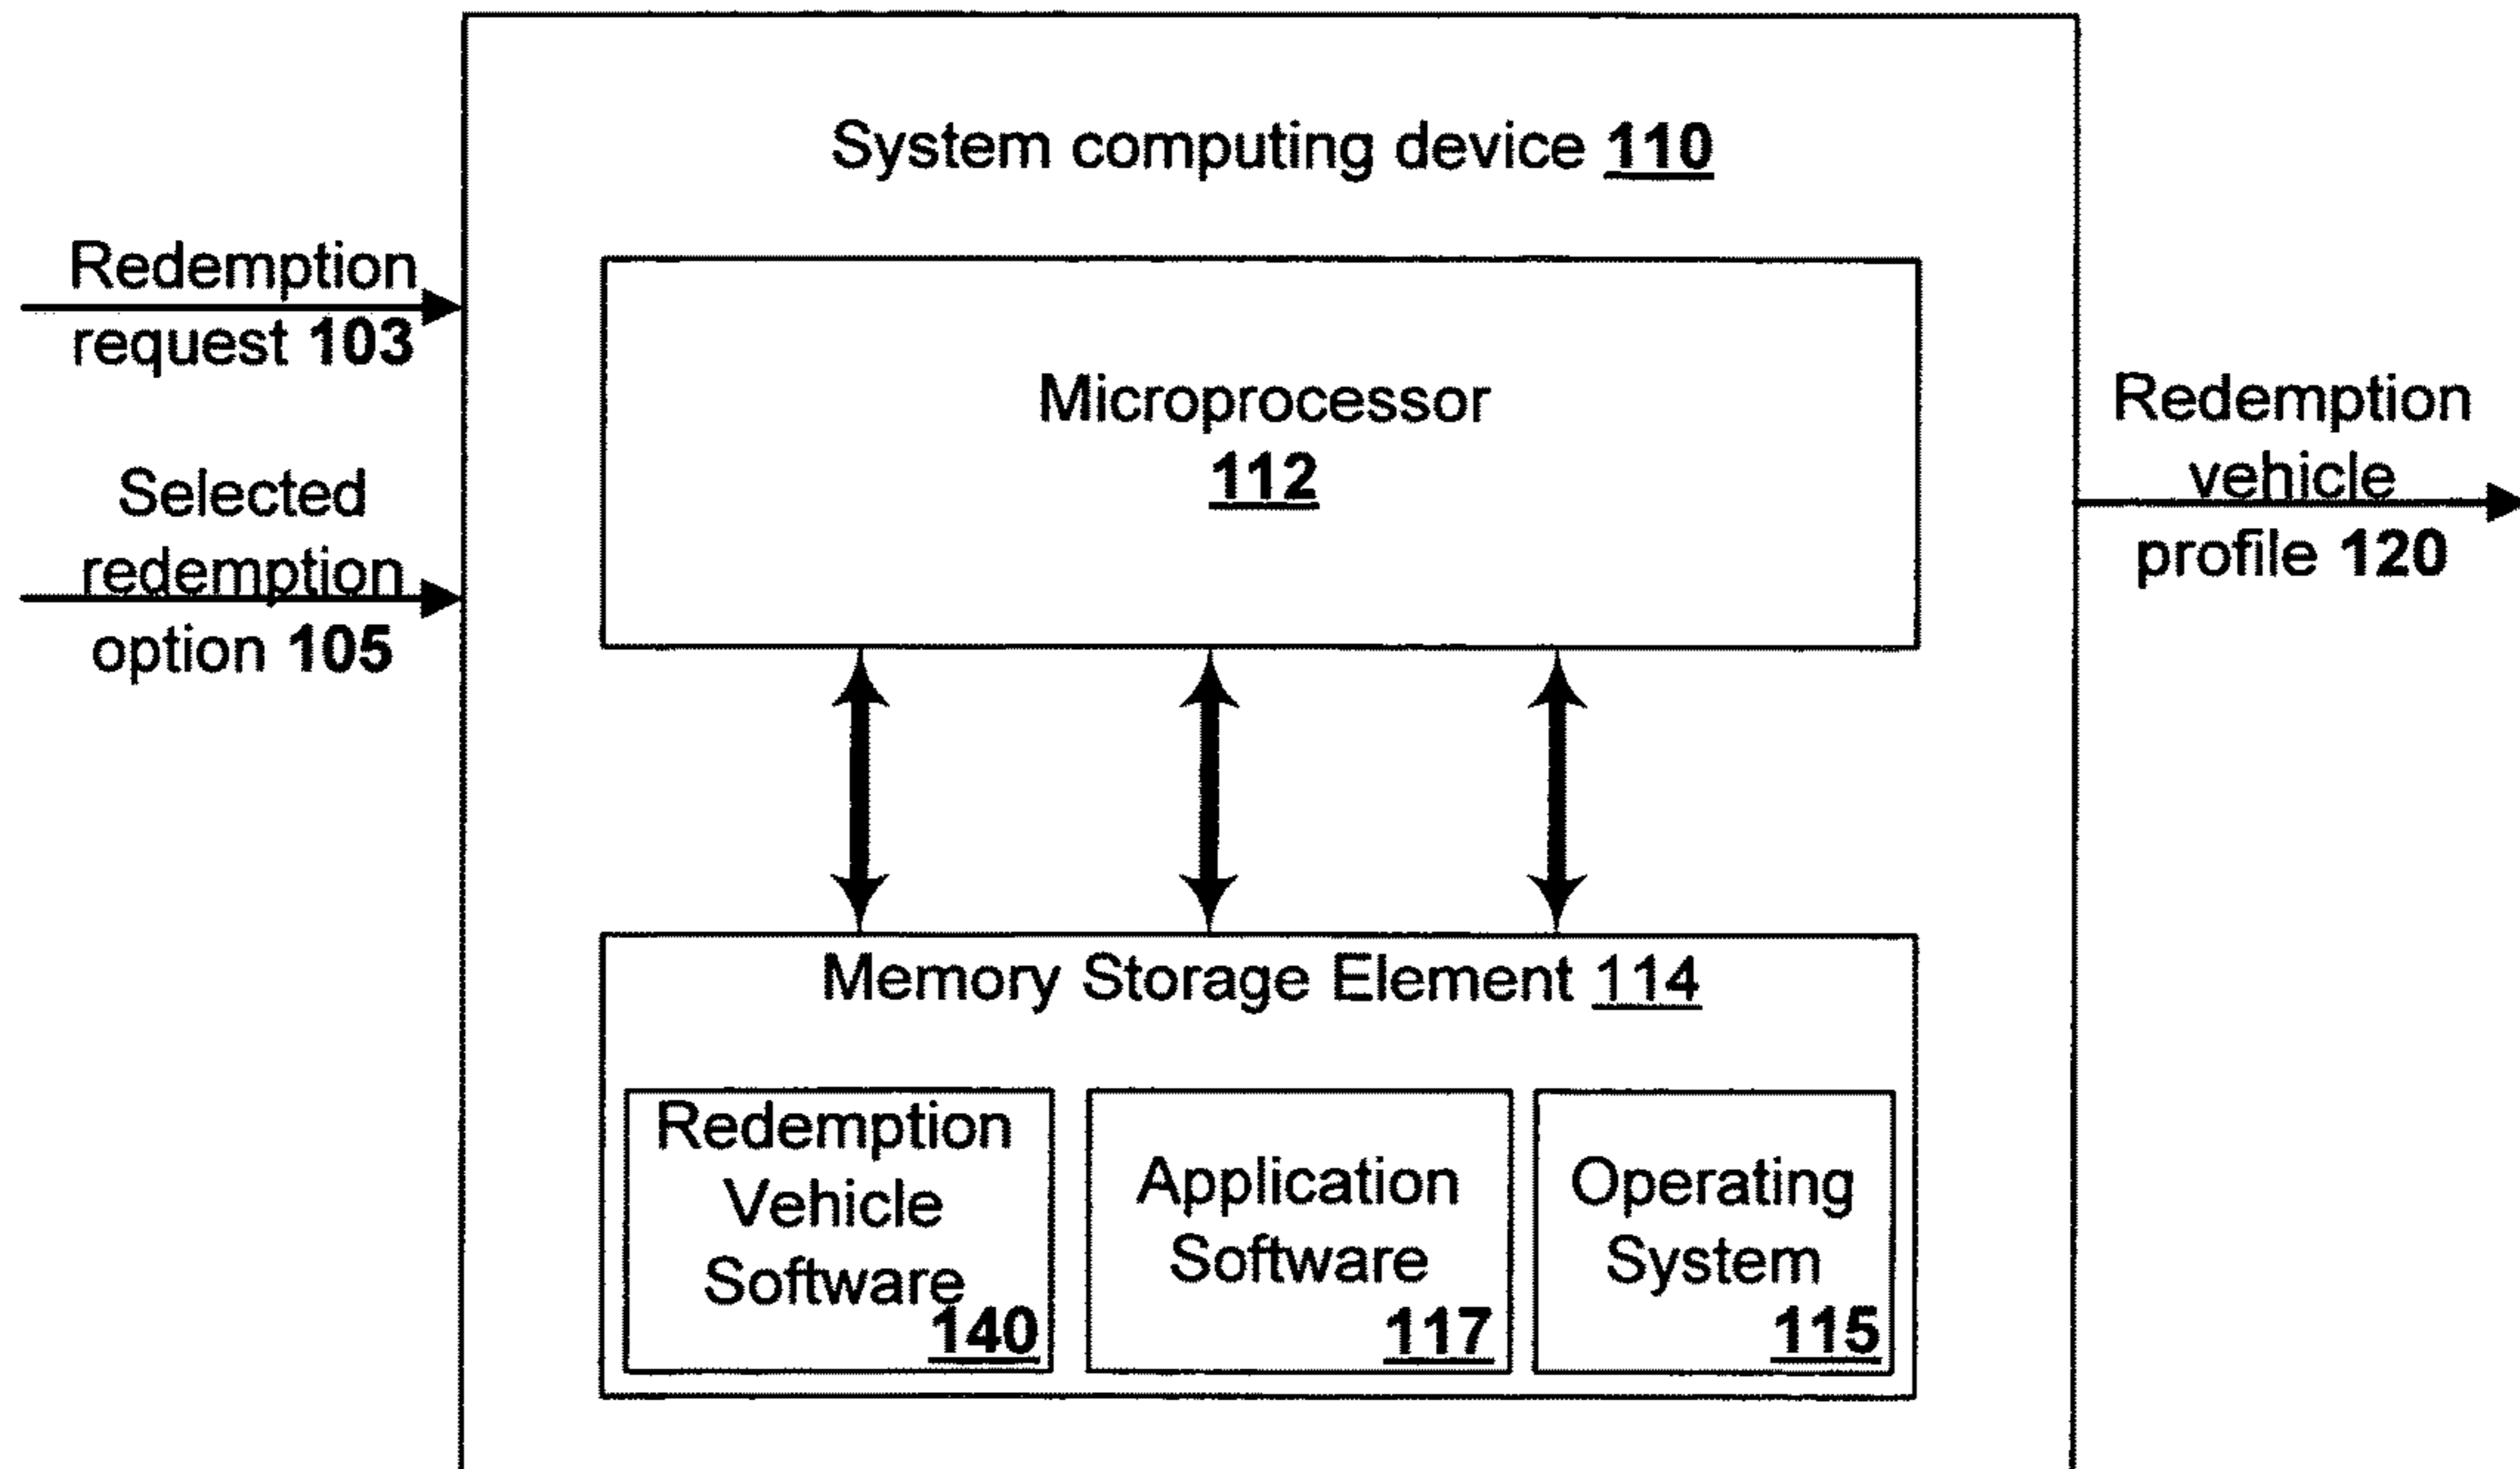 System computing device 110
Redemption
request 103
Selected
redemption
option 105
Microprocessor
112
Redemption
vehicle
profile 120
Memory Storage Element 114
Redemption
Vehicle
Software
140
Application
Software
117
Operating
System
115